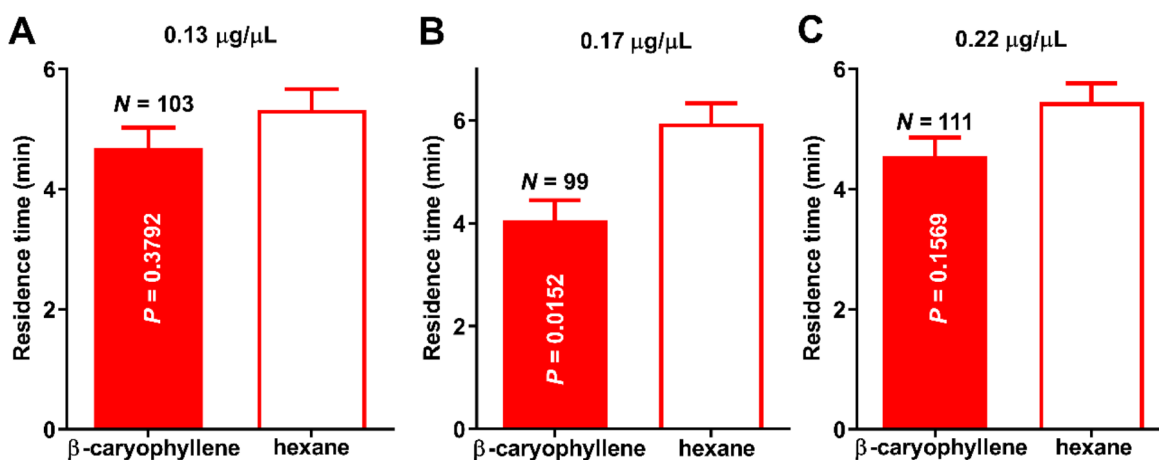 A
0.13 μg/μL
Residence time (min)
6
4
2
0
N = 103
P = 0.3792
β-caryophyllene
hexane
B
0.17 μg/μL
Residence time (min)
6
4
2
0
N = 99
P = 0.0152
β-caryophyllene
hexane
C
0.22 μg/μL
Residence time (min)
6
4
2
0
N = 111
P = 0.1569
β-caryophyllene
hexane